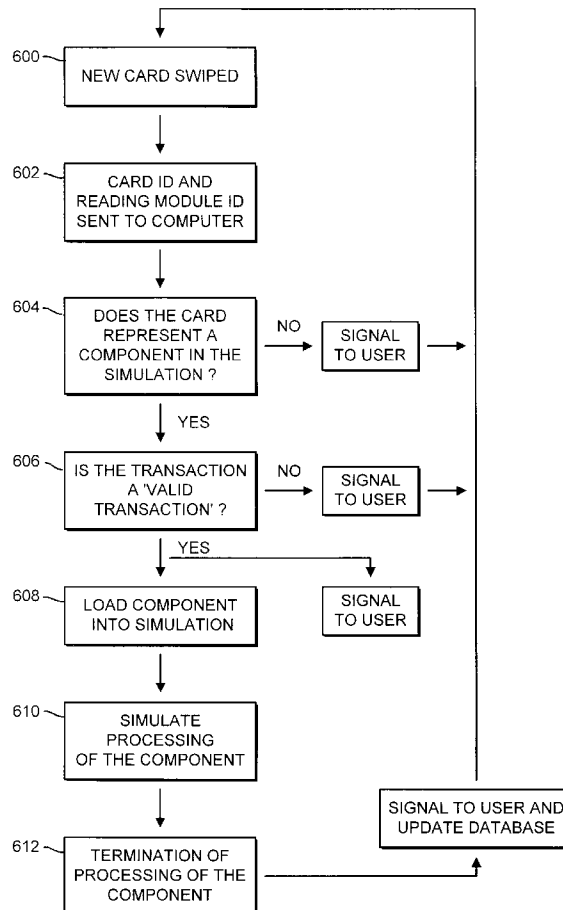 600
NEW CARD SWIPED
602
CARD ID AND
READING MODULE ID
SENT TO COMPUTER
604
DOES THE CARD
REPRESENT A
COMPONENT IN THE
SIMULATION ?
NO
SIGNAL
TO USER
YES
606
IS THE TRANSACTION
A 'VALID
TRANSACTION' ?
NO
SIGNAL
TO USER
YES
608
LOAD COMPONENT
INTO SIMULATION
SIGNAL
TO USER
610
SIMULATE
PROCESSING
OF THE COMPONENT
SIGNAL TO USER AND
UPDATE DATABASE
612
TERMINATION OF
PROCESSING OF THE
COMPONENT